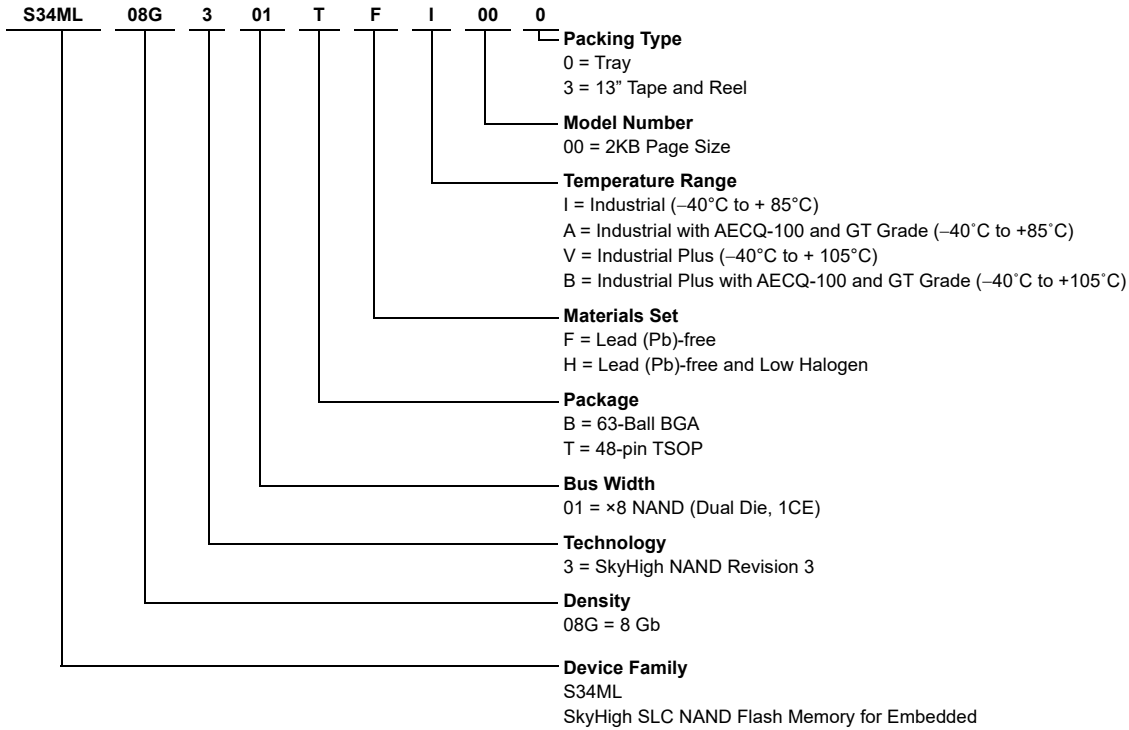 S34ML 08G 3 01 T F I 00 0
Packing Type
0 = Tray
3 = 13” Tape and Reel
Model Number
00 = 2KB Page Size
Temperature Range
I = Industrial (–40°C to + 85°C)
A = Industrial with AECQ-100 and GT Grade (–40˚C to +85˚C)
V = Industrial Plus (–40°C to + 105°C)
B = Industrial Plus with AECQ-100 and GT Grade (–40˚C to +105˚C)
Materials Set
F = Lead (Pb)-free
H = Lead (Pb)-free and Low Halogen
Package
B = 63-Ball BGA
T = 48-pin TSOP
Bus Width
01 = ×8 NAND (Dual Die, 1CE)
Technology
3 = SkyHigh NAND Revision 3
Density
08G = 8 Gb
Device Family
S34ML
SkyHigh SLC NAND Flash Memory for Embedded